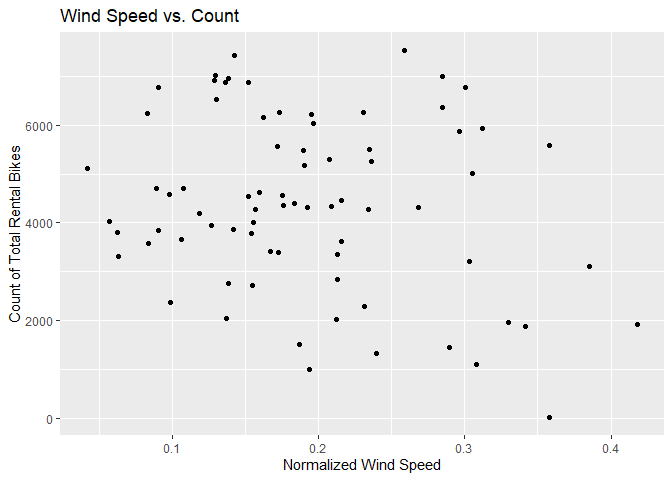 Wind Speed vs. Count
Count of Total Rental Bikes
6000
4000
2000
0
0.1 0.2 0.3 0.4
Normalized Wind Speed